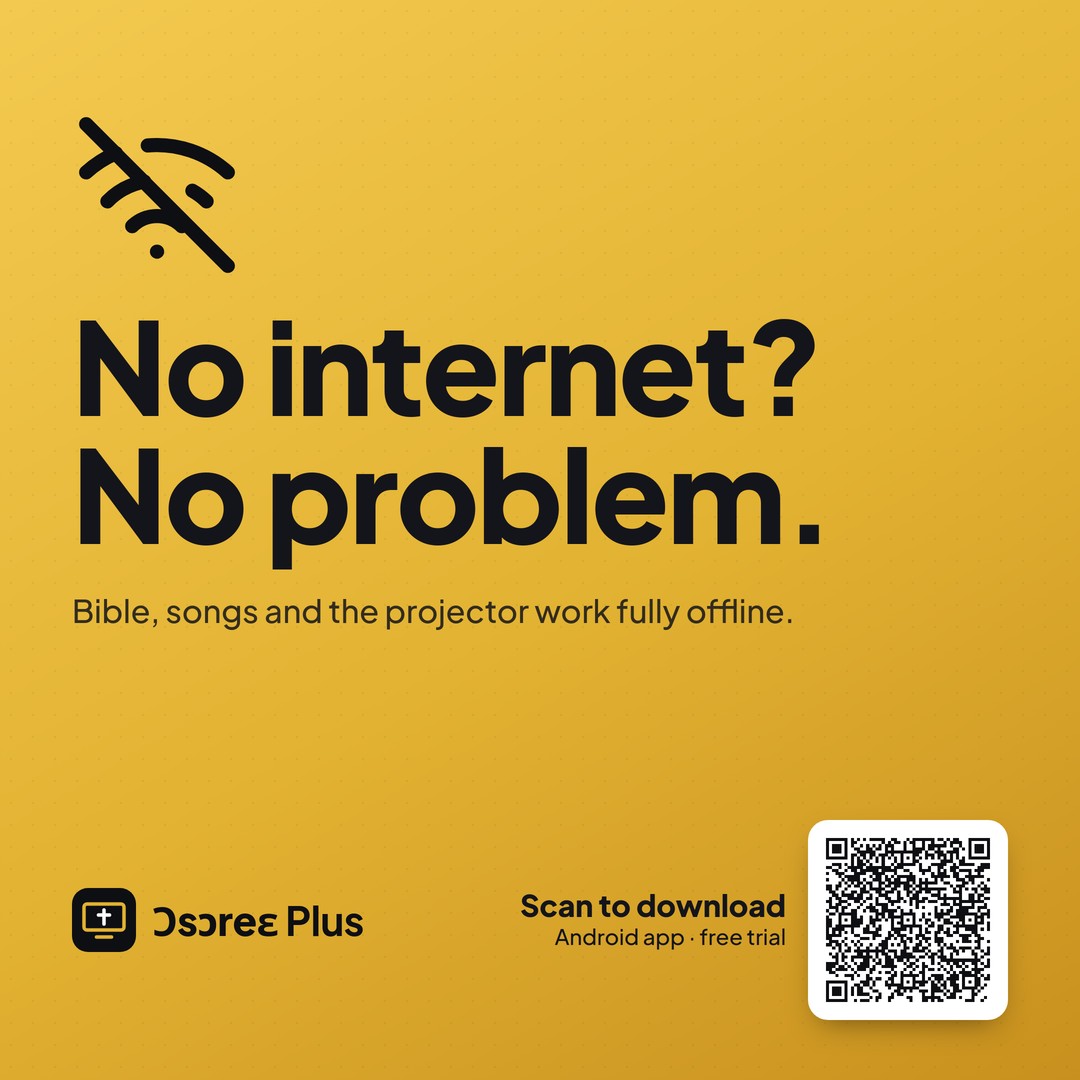 No internet?
No problem.
Bible, songs and the projector work fully offline.
Ɔsɔreɛ Plus
Scan to download
Android app · free trial